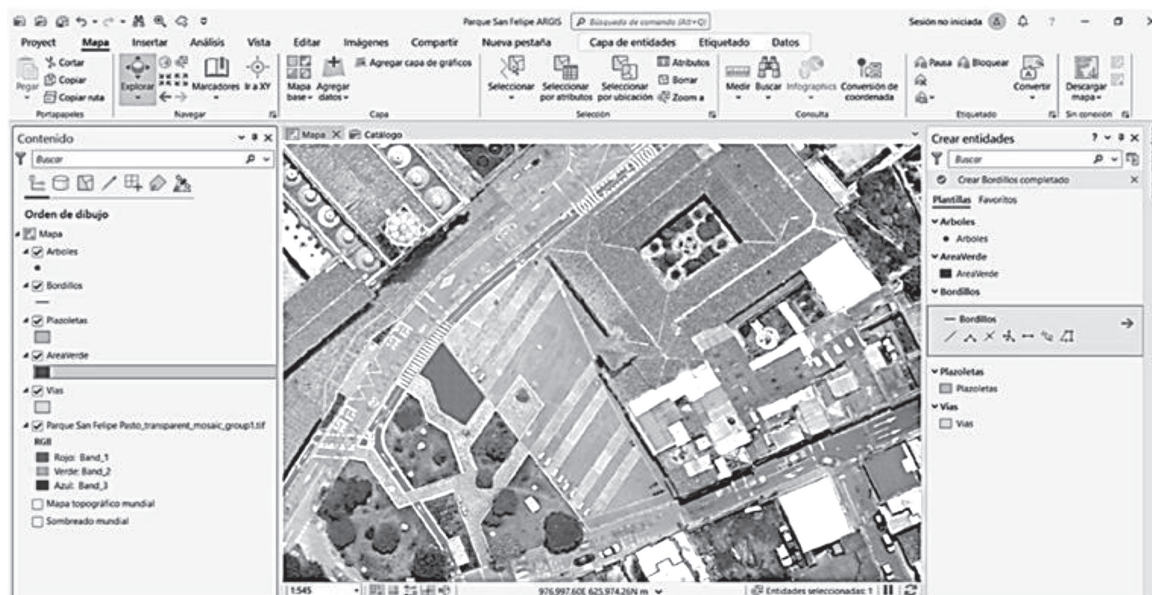 Parque San Felipe ARGIS
Búsqueda de comando (Alt+Q)
Sesión no iniciada
?
Proyect Mapa Insertar Análisis Vista Editar Imágenes Compartir Nueva pestaña Capa de entidades Etiquetado Datos
Pegar
Cortar
Copiar
Copiar ruta
Portapapeles
Explorar
Marcadores
Ir a XY
Navegar
Mapa base
Agregar datos
Agregar capa de gráficos
Capa
Seleccionar
Seleccionar por atributos
Seleccionar por ubicación
Atributos
Borrar
Zoom a
Selección
Medir
Buscar
Infographics
Conversión de coordenada
Consulta
Pausa
Bloquear
Convertir
Etiquetado
Descargar mapa
Sin conexión
Contenido
Buscar
Orden de dibujo
Mapa
Arboles
Bordillos
Plazoletas
AreaVerde
Vias
Parque San Felipe Pasto_transparent_mosaic_group1.tif
RGB
Rojo: Band_1
Verde: Band_2
Azul: Band_3
Mapa topográfico mundial
Sombreado mundial
Mapa
Catálogo
1:545
976.997.60E 625.974.26N m
Entidades seleccionadas: 1
Crear entidades
?
Buscar
Crear Bordillos completado
Plantillas Favoritos
Arboles
Arboles
AreaVerde
AreaVerde
Bordillos
Bordillos
Plazoletas
Plazoletas
Vias
Vias